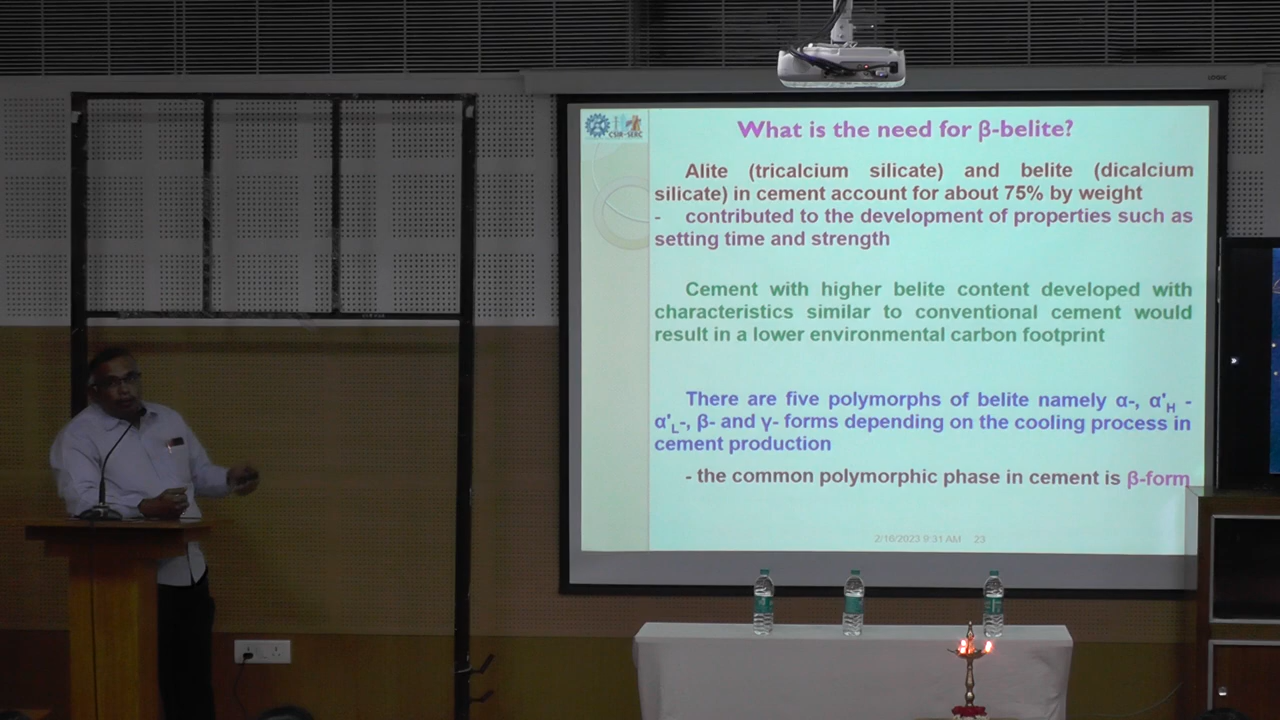 LOGIC
CSIR-SERC
What is the need for β-belite?
Alite (tricalcium silicate) and belite (dicalcium
silicate) in cement account for about 75% by weight
- contributed to the development of properties such as
setting time and strength
Cement with higher belite content developed with
characteristics similar to conventional cement would
result in a lower environmental carbon footprint
There are five polymorphs of belite namely α-, α'H -
α'L-, β- and γ- forms depending on the cooling process in
cement production
- the common polymorphic phase in cement is β-form
2/16/2023 9:31 AM 23